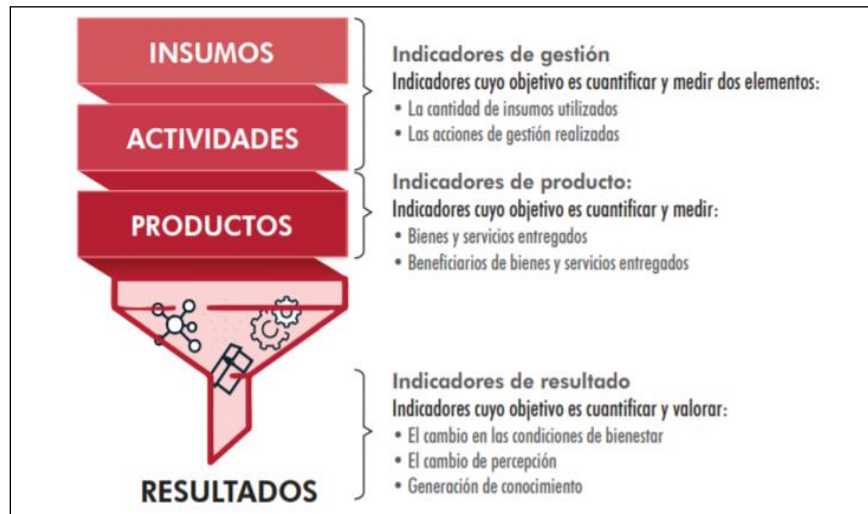 INSUMOS
ACTIVIDADES
PRODUCTOS
RESULTADOS
Indicadores de gestión
Indicadores cuyo objetivo es cuantificar y medir dos elementos:
• La cantidad de insumos utilizados
• Las acciones de gestión realizadas
Indicadores de producto:
Indicadores cuyo objetivo es cuantificar y medir:
• Bienes y servicios entregados
• Beneficiarios de bienes y servicios entregados
Indicadores de resultado
Indicadores cuyo objetivo es cuantificar y valorar:
• El cambio en las condiciones de bienestar
• El cambio de percepción
• Generación de conocimiento